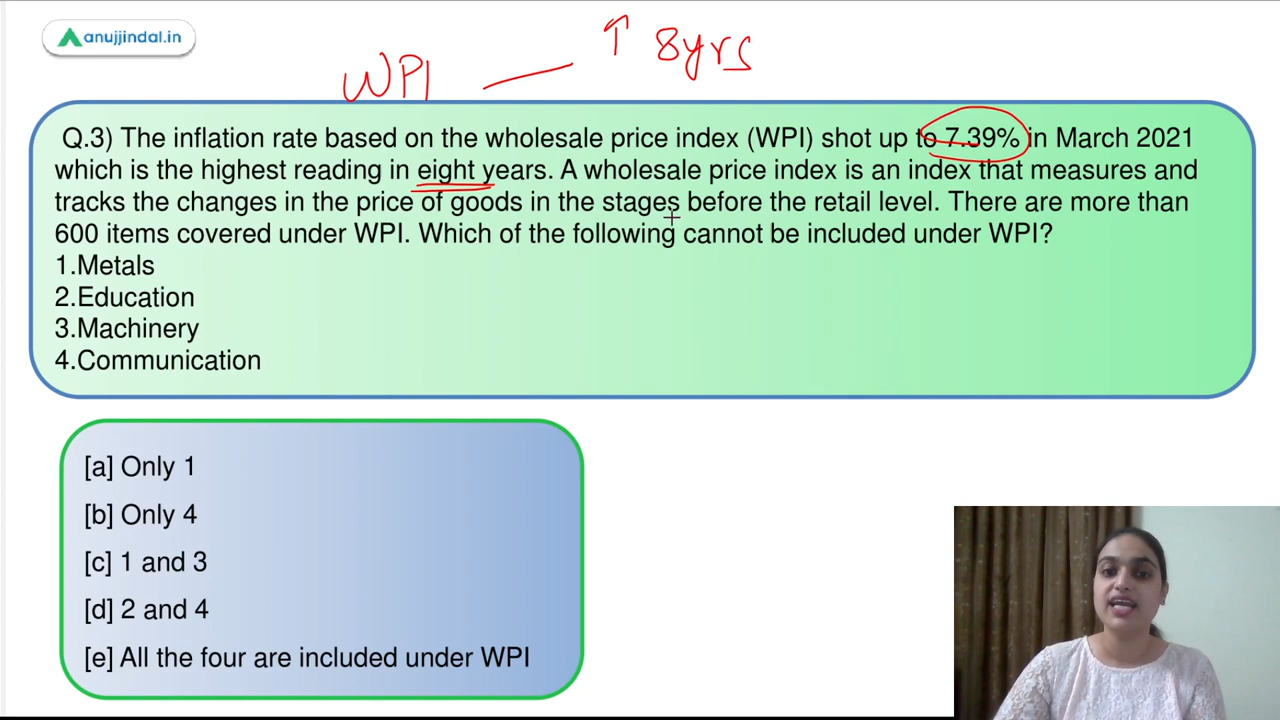 anujjindal.in
WPI — ↑ 8yrs
Q.3) The inflation rate based on the wholesale price index (WPI) shot up to 7.39% in March 2021
which is the highest reading in eight years. A wholesale price index is an index that measures and
tracks the changes in the price of goods in the stages before the retail level. There are more than
600 items covered under WPI. Which of the following cannot be included under WPI?
1.Metals
2.Education
3.Machinery
4.Communication
[a] Only 1
[b] Only 4
[c] 1 and 3
[d] 2 and 4
[e] All the four are included under WPI